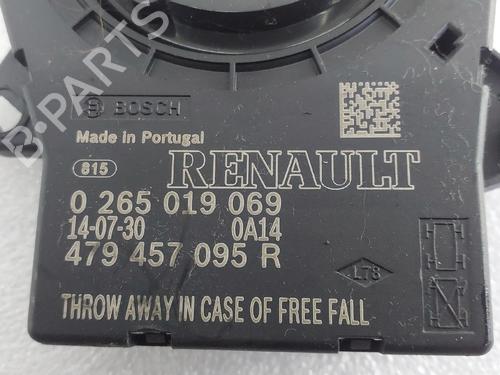 BOSCH
Made in Portugal
815
RENAULT
0 265 019 069
14-07-30 0A14
479 457 095 R
L78
THROW AWAY IN CASE OF FREE FALL
B-PARTS